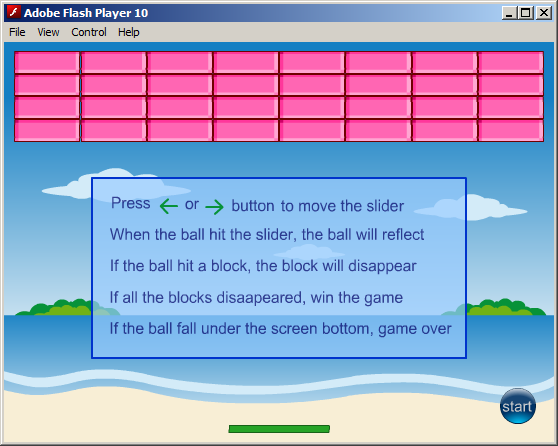 Adobe Flash Player 10
File View Control Help
Press ← or → button to move the slider
When the ball hit the slider, the ball will reflect
If the ball hit a block, the block will disappear
If all the blocks disaapeared, win the game
If the ball fall under the screen bottom, game over
start